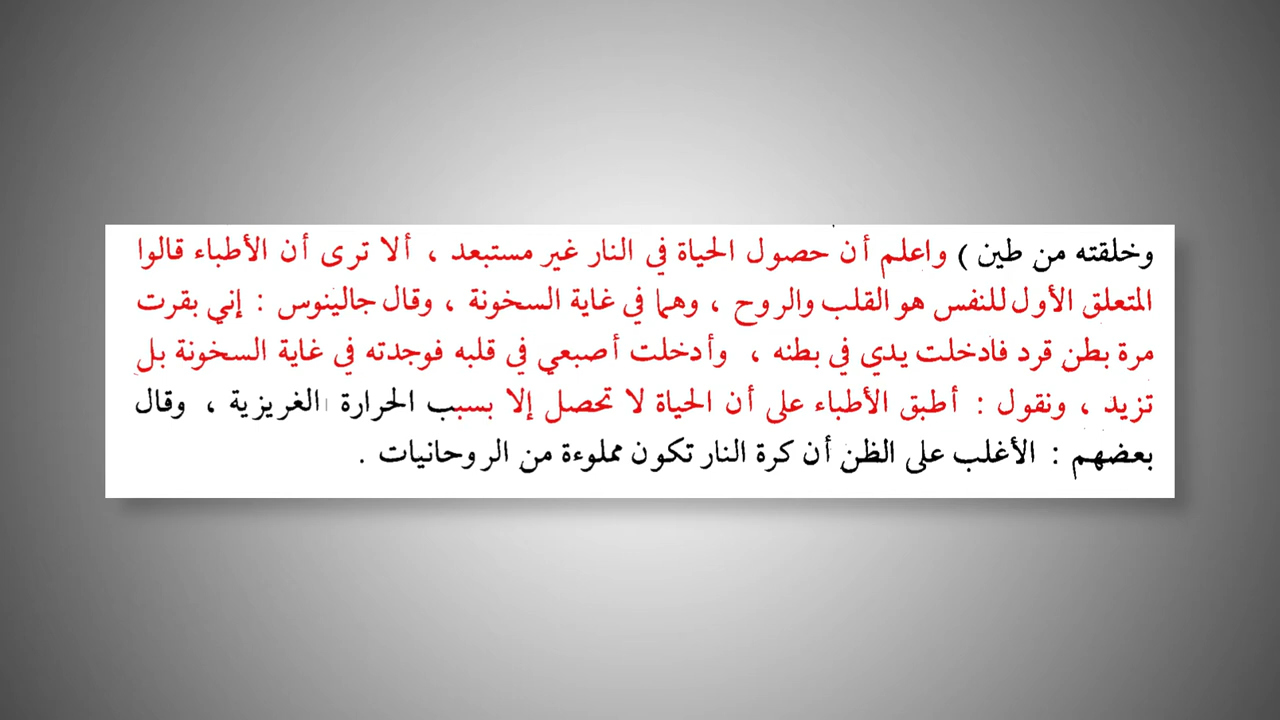 وخلقته من طين ) واعلم أن حصول الحياة في النار غير مستبعد ، ألا ترى أن الأطباء قالوا
المتعلق الأول للنفس هو القلب والروح ، وهما في غاية السخونة ، وقال جالينوس : إني بقرت
مرة بطن قرد فادخلت يدي في بطنه ، وأدخلت أصبعي في قلبه فوجدته في غاية السخونة بل
تزيد ، ونقول : أطبق الأطباء على أن الحياة لا تحصل إلا بسبب الحرارة الغريزية ، وقال
بعضهم : الأغلب على الظن أن كرة النار تكون مملوءة من الروحانيات .